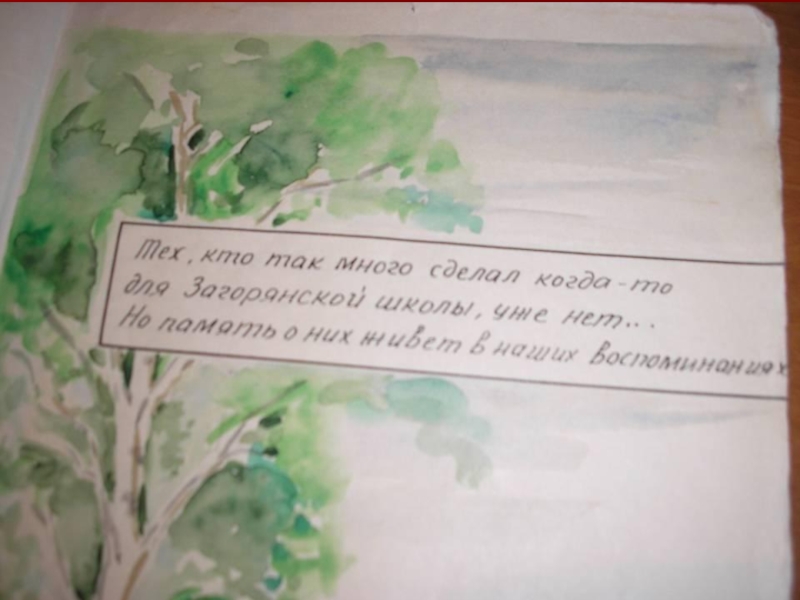 Тех, кто так много сделал когда-то
для Загорянской школы, уже нет...
Но память о них живет в наших воспоминаниях